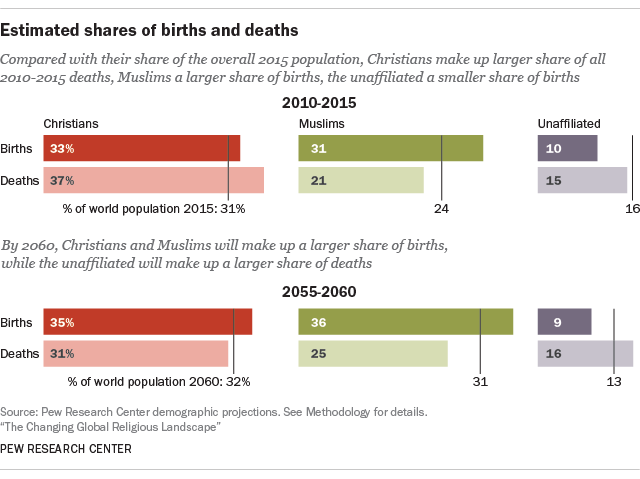 Estimated shares of births and deaths
Compared with their share of the overall 2015 population, Christians make up larger share of all
2010-2015 deaths, Muslims a larger share of births, the unaffiliated a smaller share of births
2010-2015
Christians Muslims Unaffiliated
Births 33% 31 10
Deaths 37% 21 15
% of world population 2015: 31% 24 16
By 2060, Christians and Muslims will make up a larger share of births,
while the unaffiliated will make up a larger share of deaths
2055-2060
Births 35% 36 9
Deaths 31% 25 16
% of world population 2060: 32% 31 13
Source: Pew Research Center demographic projections. See Methodology for details.
“The Changing Global Religious Landscape”
PEW RESEARCH CENTER